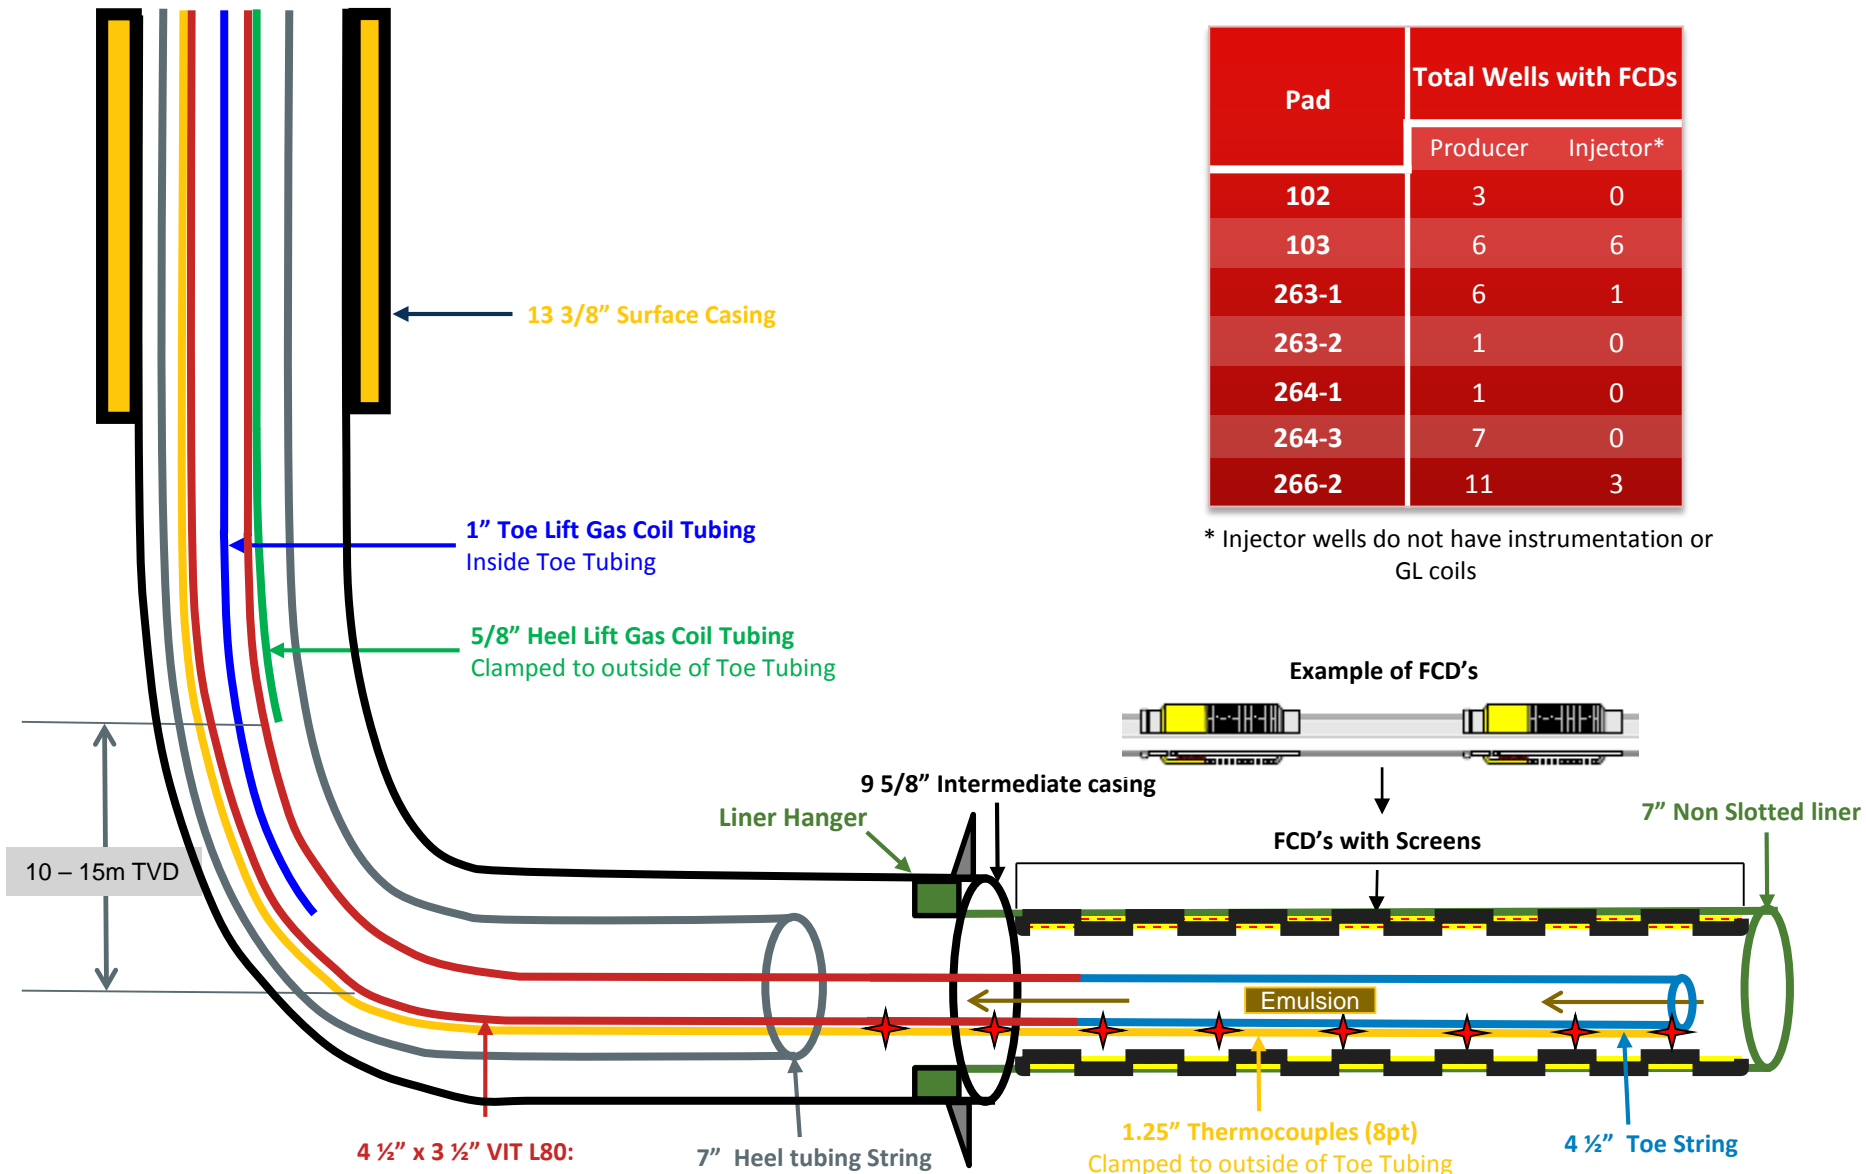 Pad
Total Wells with FCDs
Producer Injector*
102 3 0
103 6 6
263-1 6 1
263-2 1 0
264-1 1 0
264-3 7 0
266-2 11 3
* Injector wells do not have instrumentation or
GL coils
13 3/8” Surface Casing
1” Toe Lift Gas Coil Tubing
Inside Toe Tubing
5/8” Heel Lift Gas Coil Tubing
Clamped to outside of Toe Tubing
Example of FCD’s
9 5/8” Intermediate casing
Liner Hanger
7” Non Slotted liner
FCD’s with Screens
10 – 15m TVD
Emulsion
4 ½” x 3 ½” VIT L80:
7” Heel tubing String
1.25” Thermocouples (8pt)
Clamped to outside of Toe Tubing
4 ½” Toe String